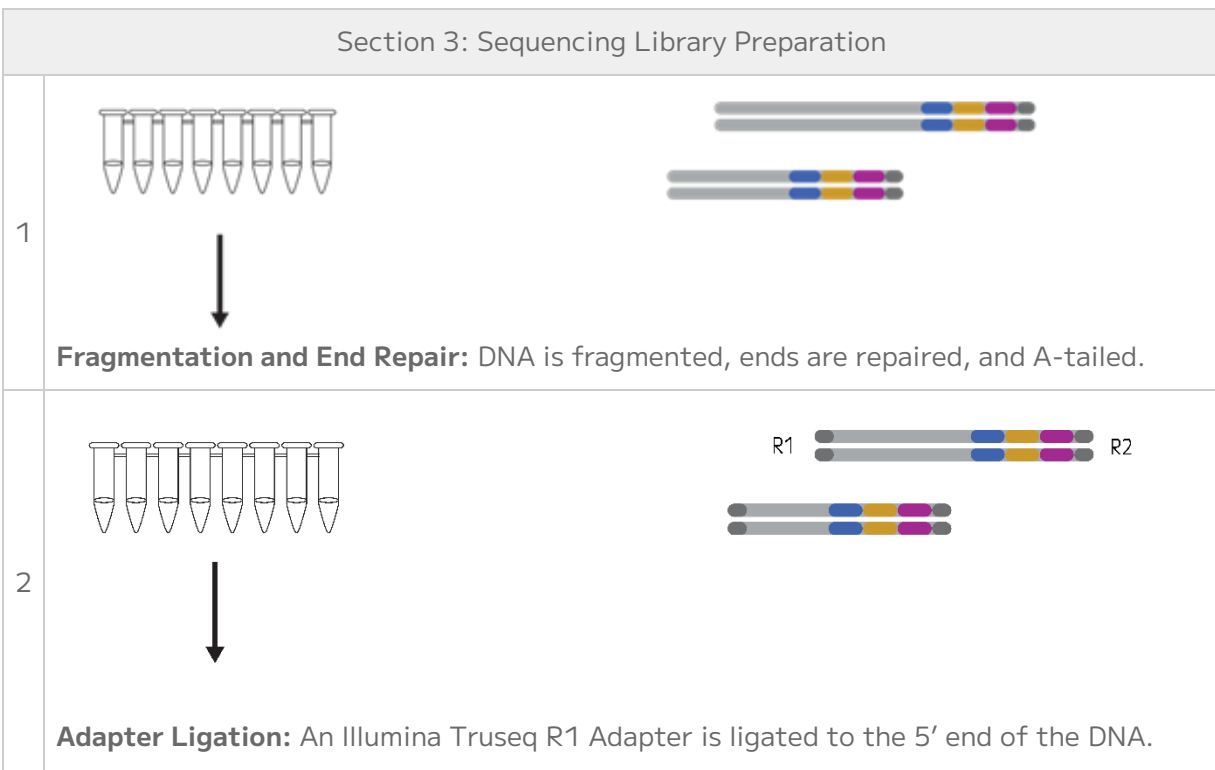 Section 3: Sequencing Library Preparation
1
Fragmentation and End Repair: DNA is fragmented, ends are repaired, and A-tailed.
R1
R2
2
Adapter Ligation: An Illumina Truseq R1 Adapter is ligated to the 5’ end of the DNA.